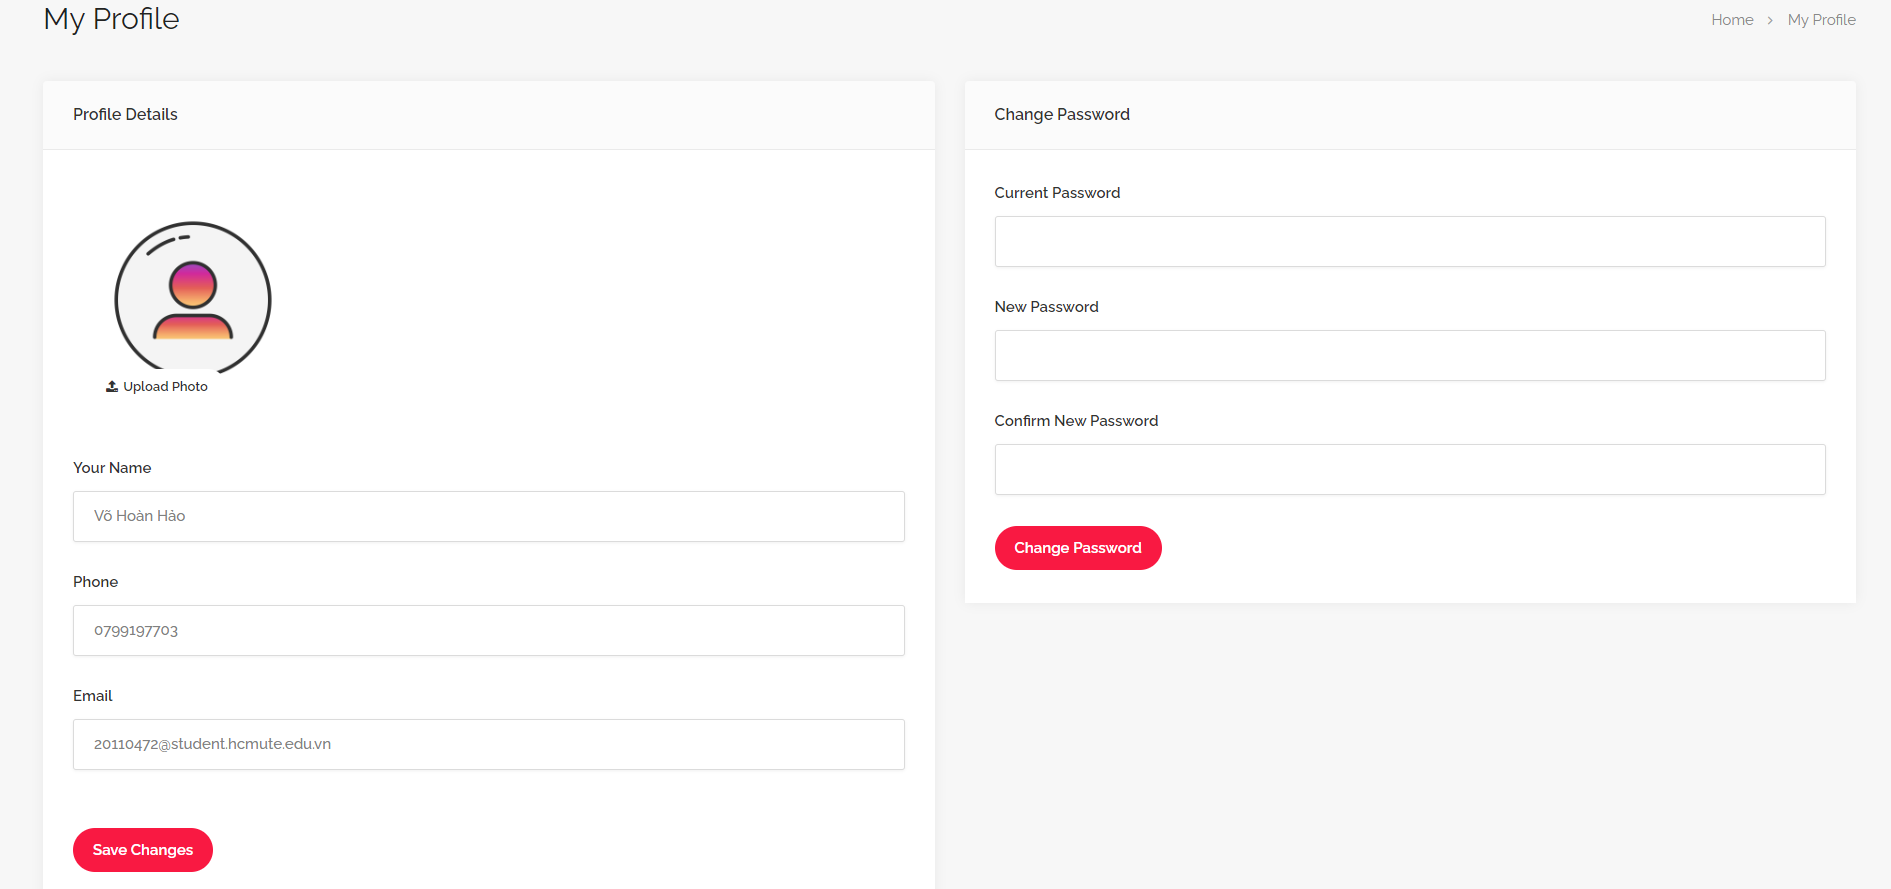 My Profile
Home > My Profile
Profile Details
Upload Photo
Your Name
Võ Hoàn Hảo
Phone
0799197703
Email
20110472@student.hcmute.edu.vn
Save Changes
Change Password
Current Password
New Password
Confirm New Password
Change Password